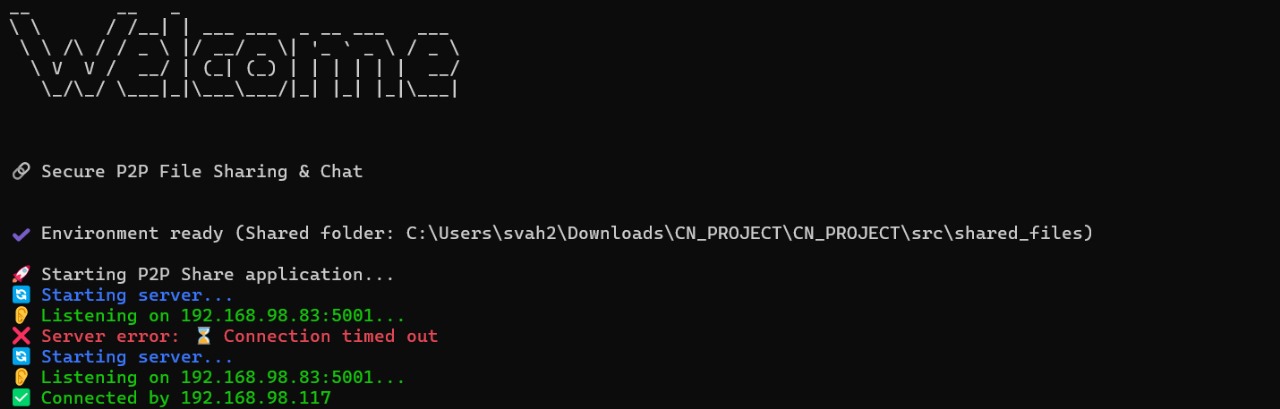 Welcome
🔗 Secure P2P File Sharing & Chat
✔ Environment ready (Shared folder: C:\Users\svah2\Downloads\CN_PROJECT\CN_PROJECT\src\shared_files)
🚀 Starting P2P Share application...
🔄 Starting server...
👂 Listening on 192.168.98.83:5001...
❌ Server error: ⏳ Connection timed out
🔄 Starting server...
👂 Listening on 192.168.98.83:5001...
✅ Connected by 192.168.98.117